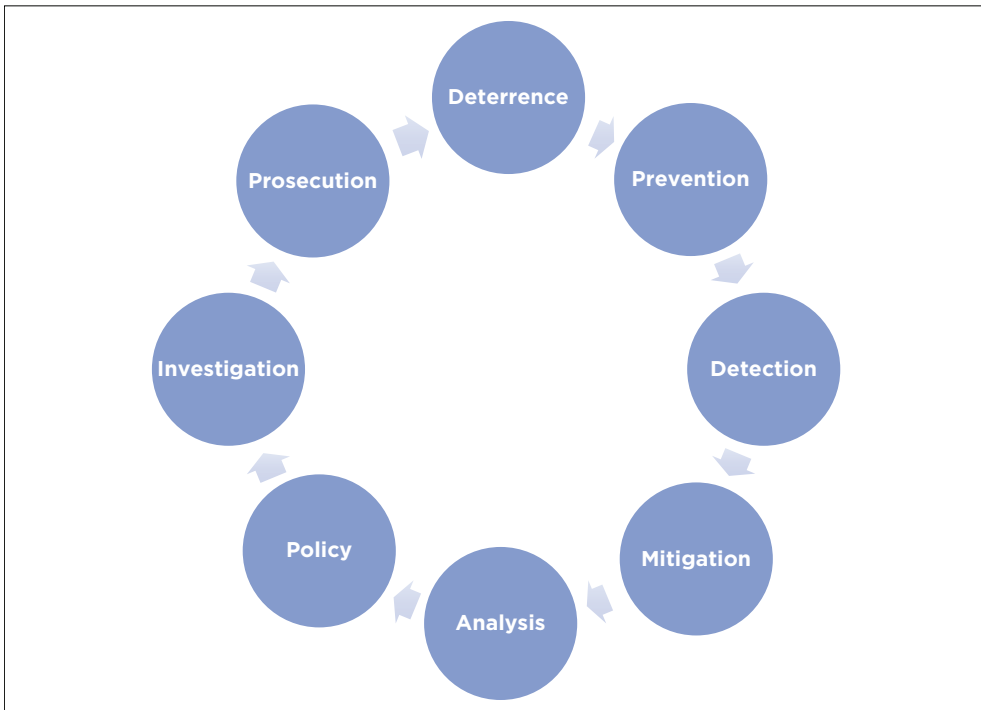 Deterrence
Prevention
Detection
Mitigation
Analysis
Policy
Investigation
Prosecution